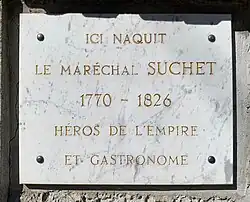 ICI NAQUIT
LE MARÉCHAL SUCHET
1770 - 1826
HÉROS DE L'EMPIRE
ET GASTRONOME